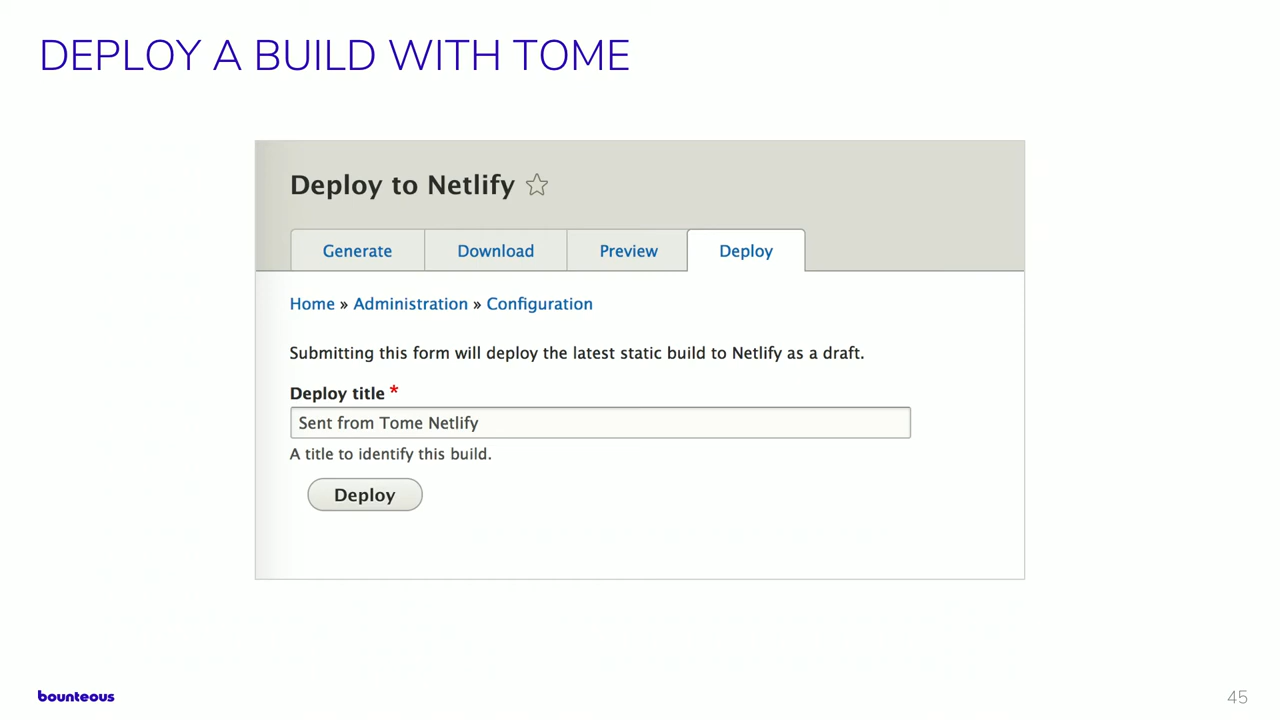 DEPLOY A BUILD WITH TOME
Deploy to Netlify
Generate Download Preview Deploy
Home » Administration » Configuration
Submitting this form will deploy the latest static build to Netlify as a draft.
Deploy title *
Sent from Tome Netlify
A title to identify this build.
Deploy
bounteous 45